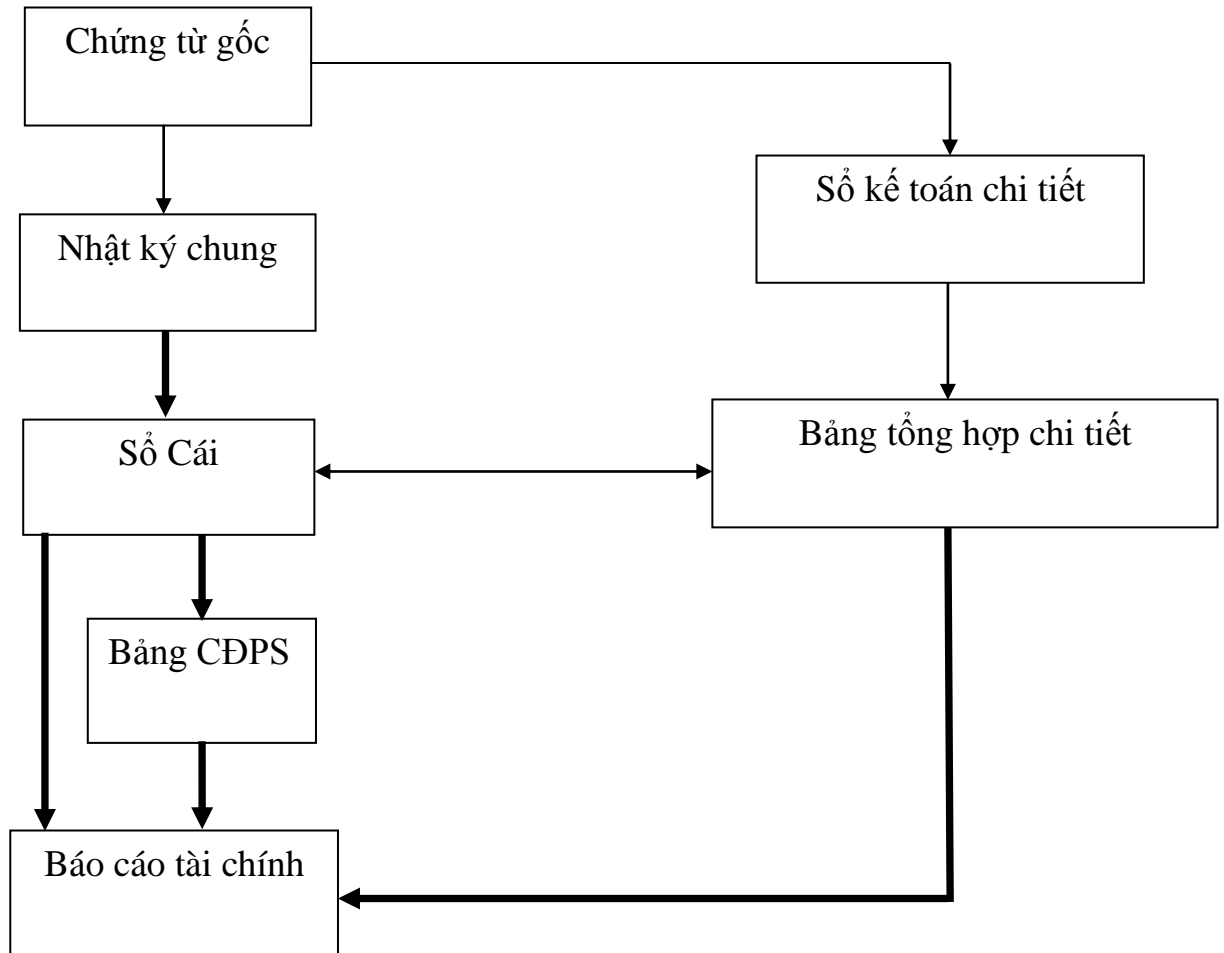 Chứng từ gốc
Sổ kế toán chi tiết
Nhật ký chung
Bảng tổng hợp chi tiết
Sổ Cái
Bảng CĐPS
Báo cáo tài chính